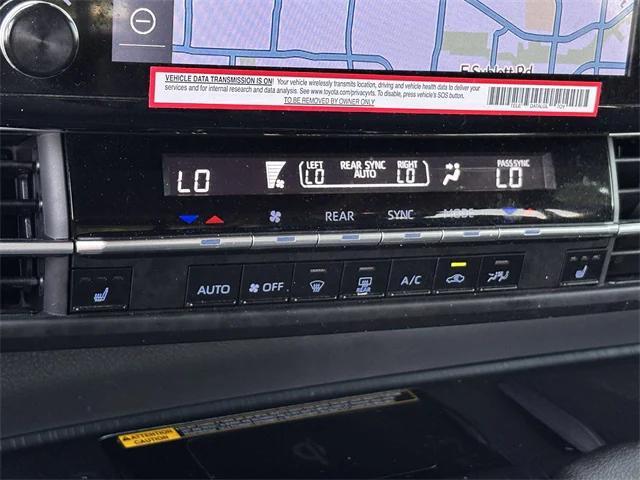 E Sublett Rd
VEHICLE DATA TRANSMISSION IS ON! Your vehicle wirelessly transmits location, driving and vehicle health data to deliver your
services and for internal research and data analysis. See www.toyota.com/privacyvts. To disable, press vehicle's SOS button.
TO BE REMOVED BY OWNER ONLY
LEFT REAR SYNC RIGHT PASS SYNC
LO LO AUTO LO LO
REAR SYNC MODE
AUTO OFF A/C
REAR
ATTENTION
CAUTION